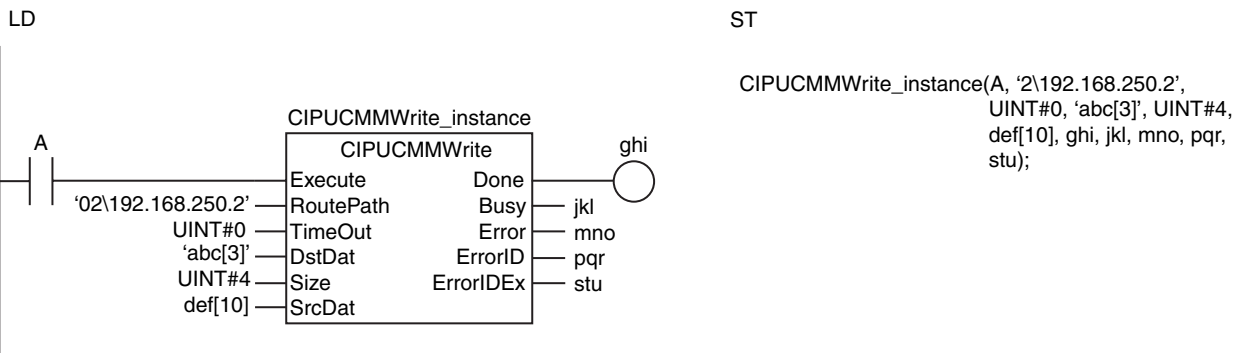 LD
ST
CIPUCMMWrite_instance(A, ‘2\192.168.250.2’,
UINT#0, ‘abc[3]’, UINT#4,
def[10], ghi, jkl, mno, pqr,
stu);
CIPUCMMWrite_instance
A
CIPUCMMWrite
ghi
Execute Done
‘02\192.168.250.2’ RoutePath Busy jkl
UINT#0 TimeOut Error mno
‘abc[3]’ DstDat ErrorID pqr
UINT#4 Size ErrorIDEx stu
def[10] SrcDat